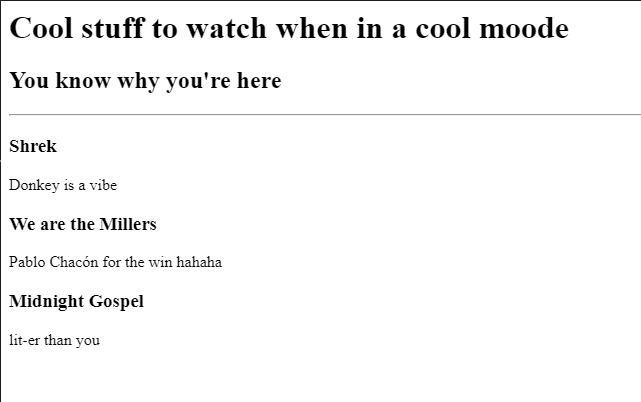 Cool stuff to watch when in a cool moode
You know why you're here
Shrek
Donkey is a vibe
We are the Millers
Pablo Chacón for the win hahaha
Midnight Gospel
lit-er than you